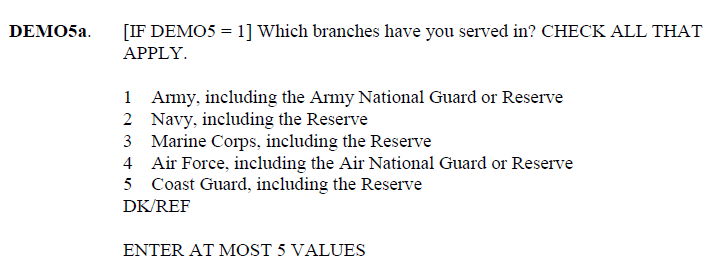 DEMO5a. [IF DEMO5 = 1] Which branches have you served in? CHECK ALL THAT
APPLY.
1 Army, including the Army National Guard or Reserve
2 Navy, including the Reserve
3 Marine Corps, including the Reserve
4 Air Force, including the Air National Guard or Reserve
5 Coast Guard, including the Reserve
DK/REF
ENTER AT MOST 5 VALUES